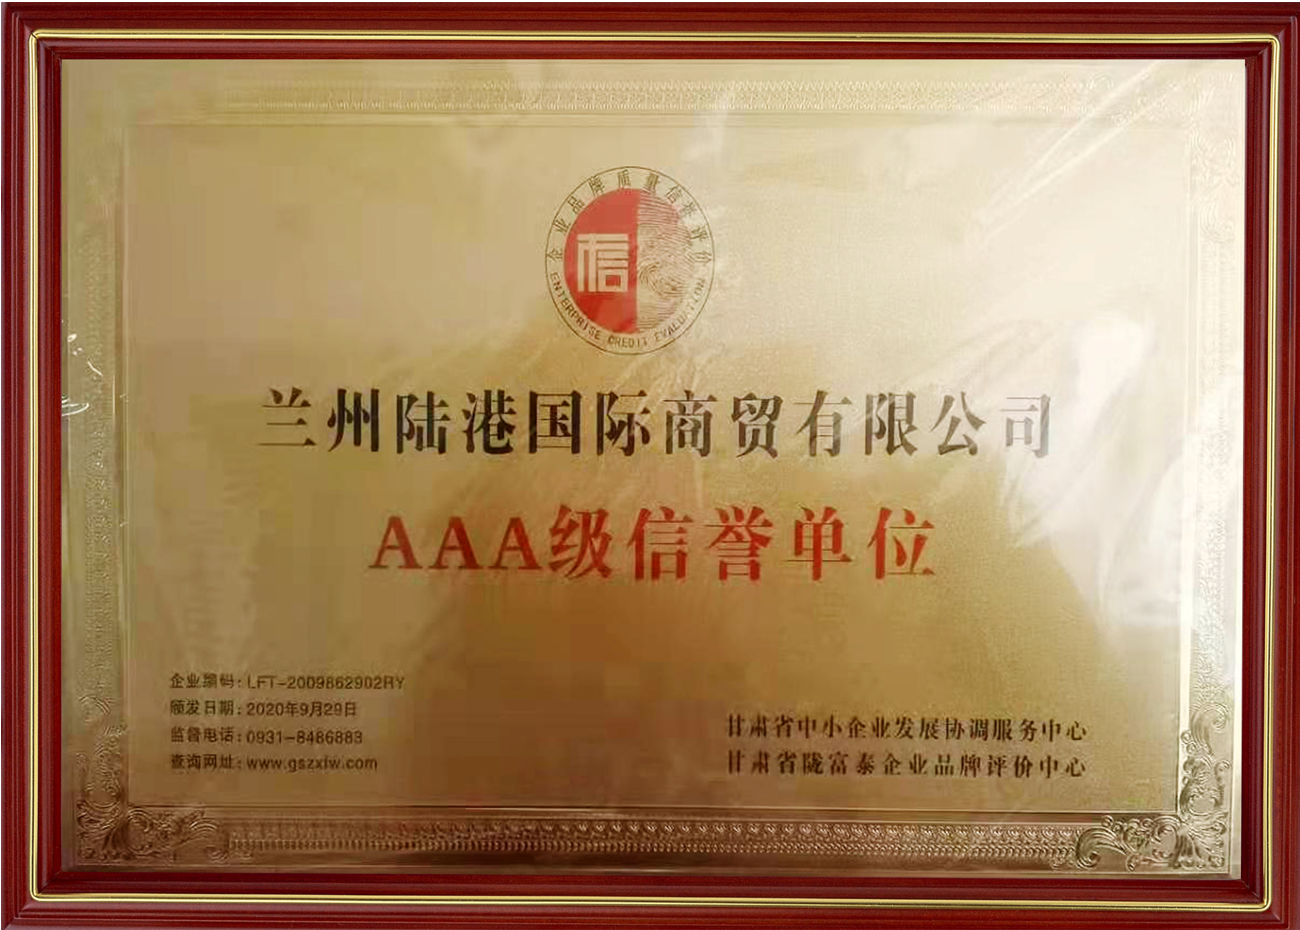 企业品牌质量信誉评价
信
ENTERPRISE CREDIT EVALUATION
兰州陆港国际商贸有限公司
AAA级信誉单位
企业编码：LFT-2009862902RY
颁发日期：2020年9月29日
监督电话：0931-8486883
查询网址：www.gszxfw.com
甘肃省中小企业发展协调服务中心
甘肃省陇富泰企业品牌评价中心